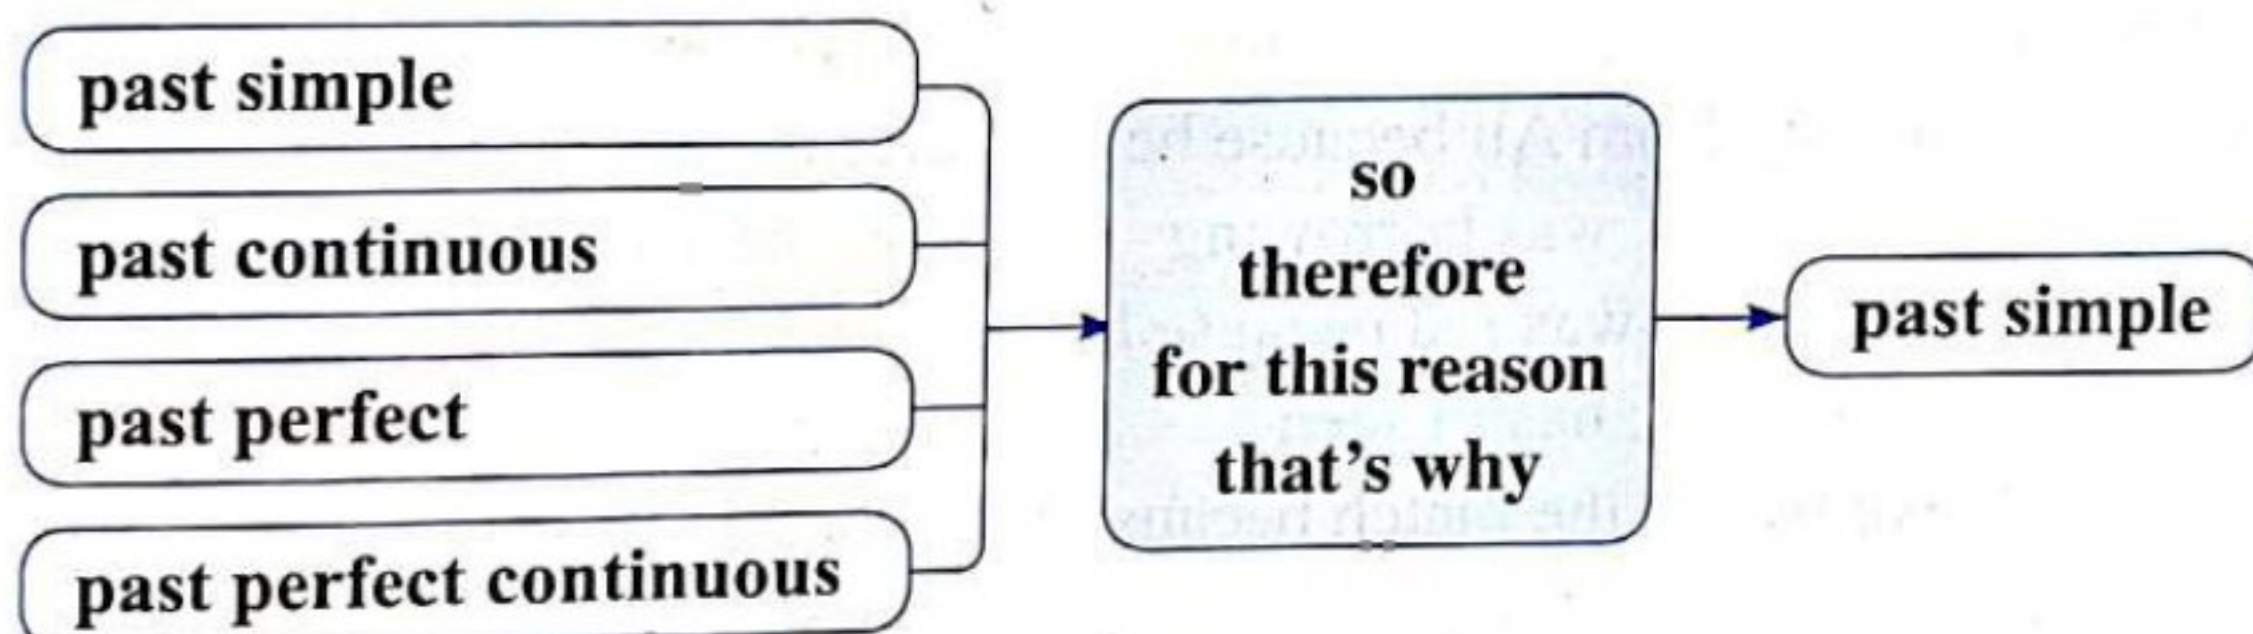 past simple
past continuous
past perfect
past perfect continuous
so
therefore
for this reason
that's why
past simple